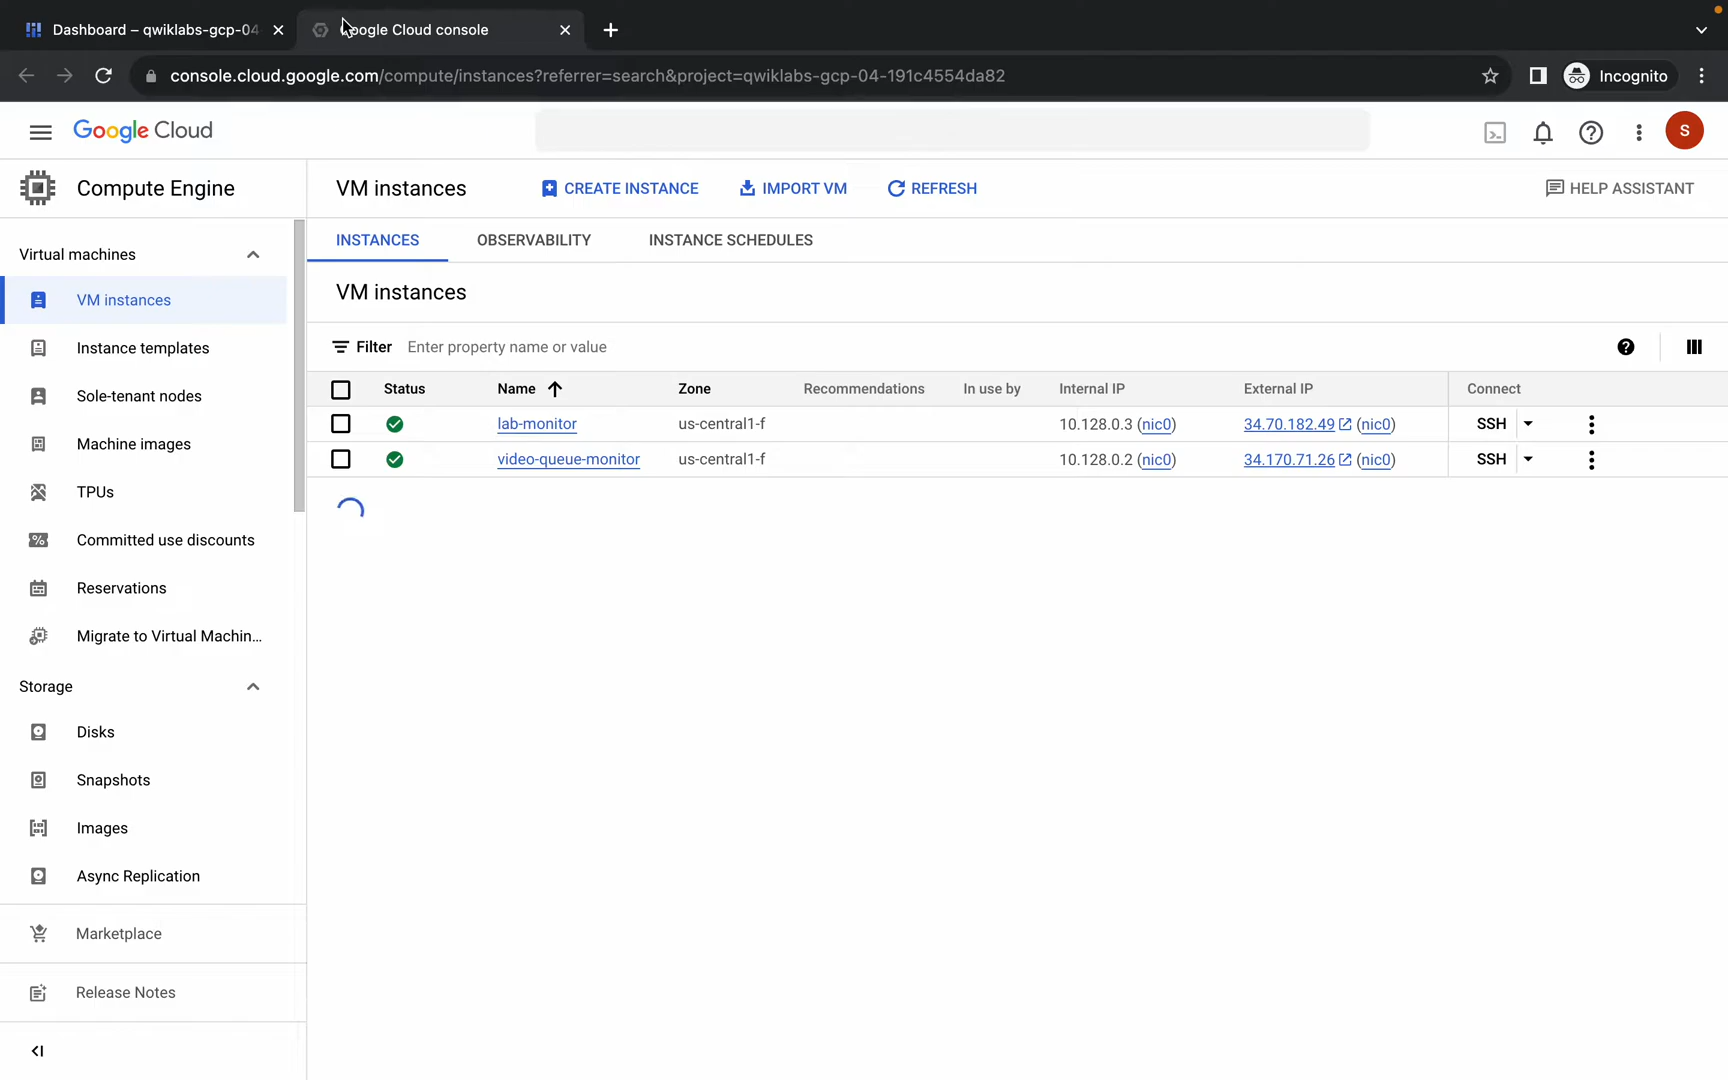 Dashboard – qwiklabs-gcp-04
Google Cloud console
console.cloud.google.com/compute/instances?referrer=search&project=qwiklabs-gcp-04-191c4554da82
Incognito
Google Cloud
S
Compute Engine
VM instances
CREATE INSTANCE
IMPORT VM
REFRESH
HELP ASSISTANT
Virtual machines
VM instances
Instance templates
Sole-tenant nodes
Machine images
TPUs
Committed use discounts
Reservations
Migrate to Virtual Machin...
Storage
Disks
Snapshots
Images
Async Replication
Marketplace
Release Notes
INSTANCES OBSERVABILITY INSTANCE SCHEDULES
VM instances
Filter Enter property name or value
Status Name Zone Recommendations In use by Internal IP External IP Connect
lab-monitor us-central1-f 10.128.0.3 (nic0) 34.70.182.49 (nic0) SSH
video-queue-monitor us-central1-f 10.128.0.2 (nic0) 34.170.71.26 (nic0) SSH